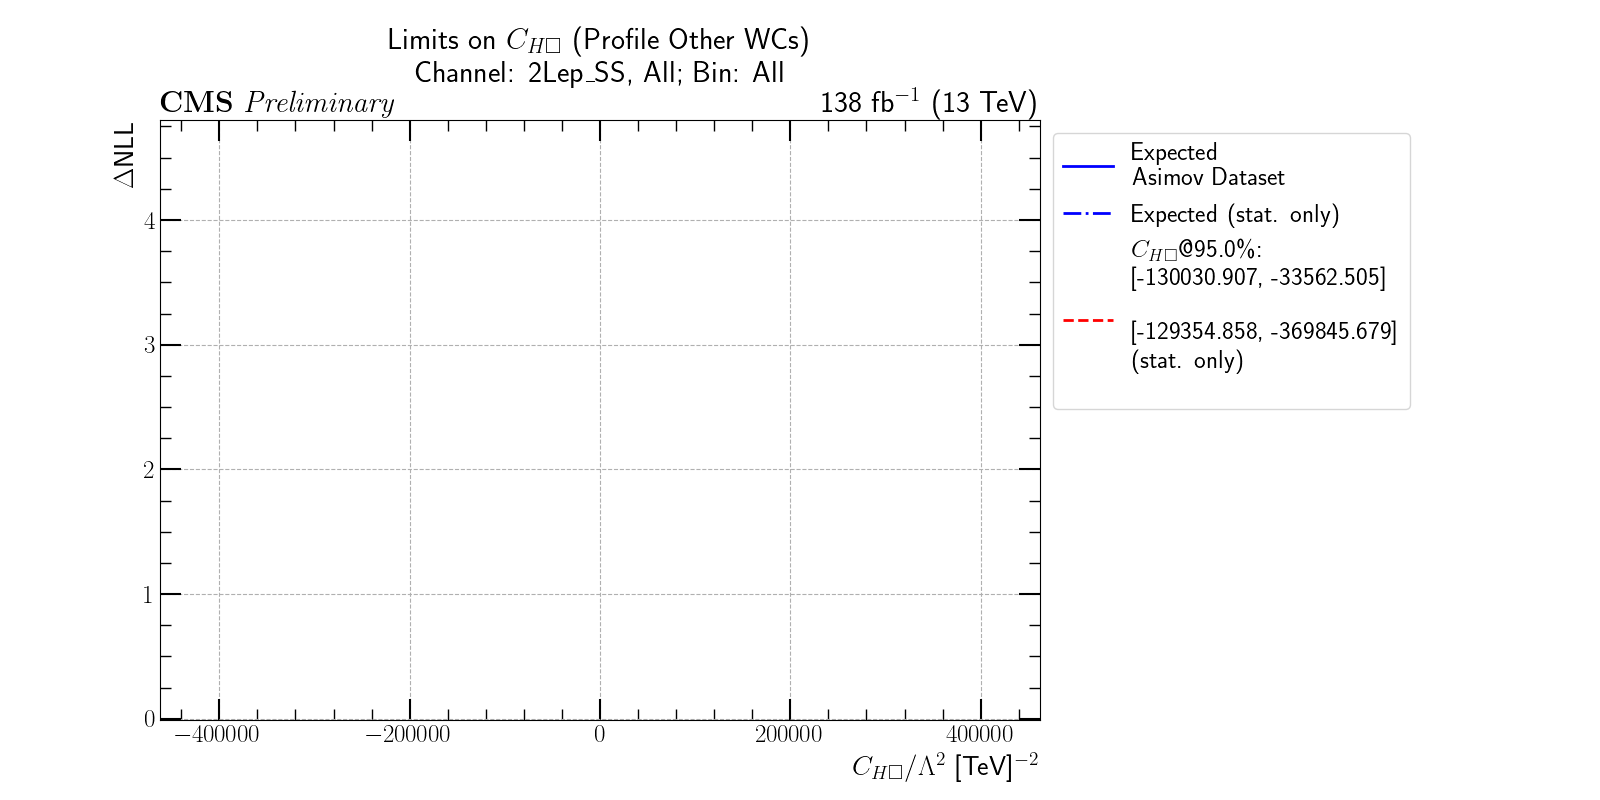 Limits on C_{H□} (Profile Other WCs)
Channel: 2Lep_SS, All; Bin: All
CMS Preliminary
138 fb⁻¹ (13 TeV)
ΔNLL
4
3
2
1
0
−400000
−200000
0
200000
400000
C_{H□}/Λ² [TeV]⁻²
Expected
Asimov Dataset
Expected (stat. only)
C_{H□}@95.0%:
[-130030.907, -33562.505]
[-129354.858, -369845.679]
(stat. only)